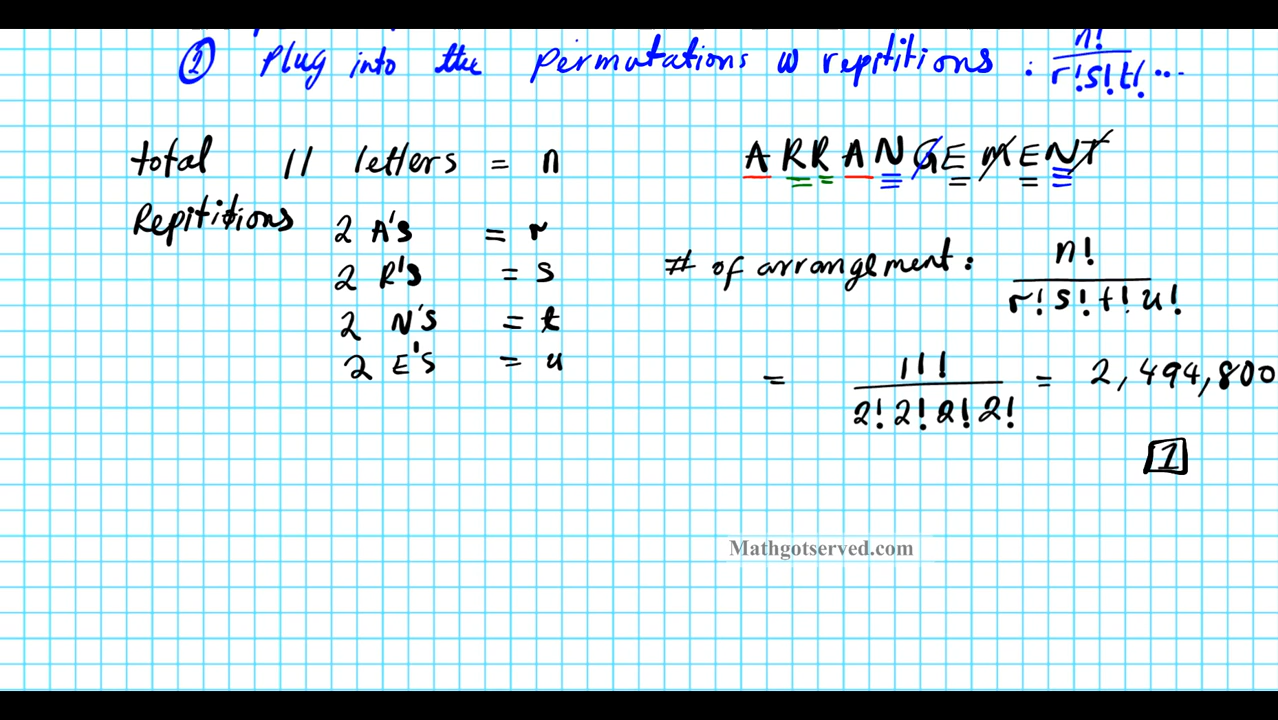 ② Plug into the permutations w repititions : n!/r!s!t! ...
total 11 letters = n
ARRANGEMENT
Repititions 2 A's = r
2 R's = s
2 N's = t
2 E's = u
# of arrangement: n!/r! s! t! u!
= 11!/2! 2! 2! 2! = 2,494,800
1
Mathgotserved.com